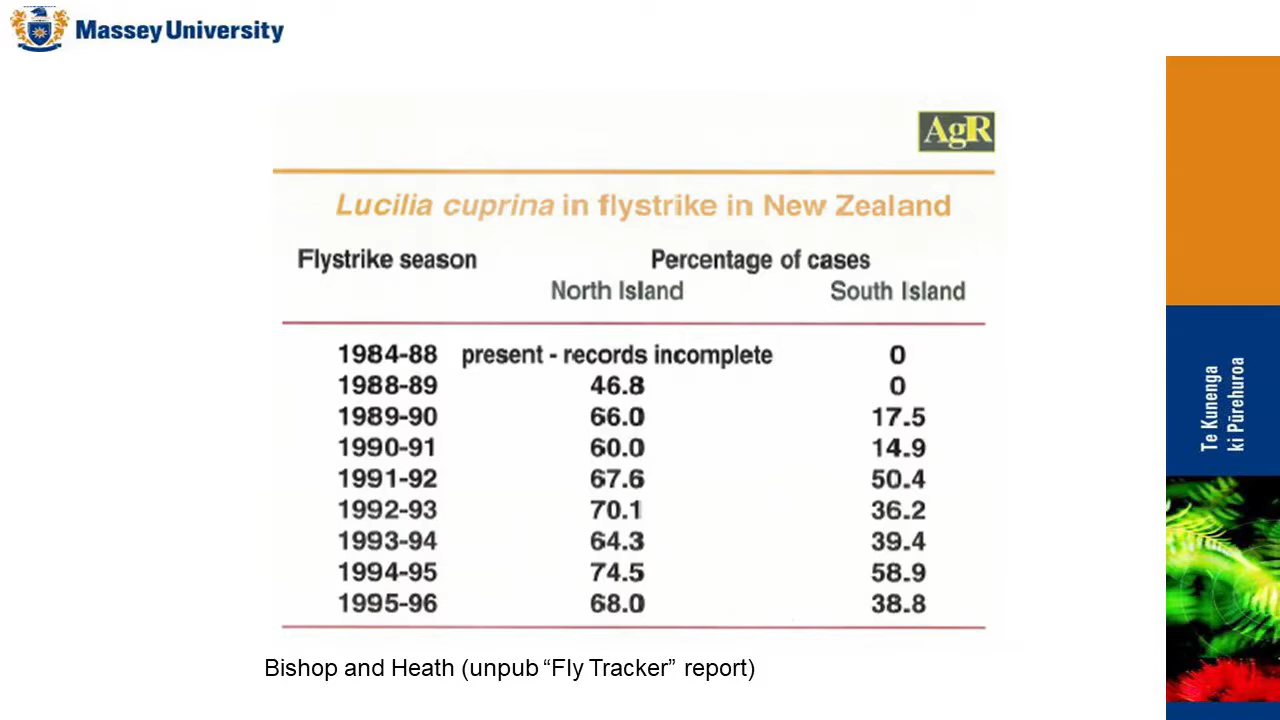 Massey University
AgR
Lucilia cuprina in flystrike in New Zealand
Flystrike season Percentage of cases
North Island South Island
1984-88 present - records incomplete 0
1988-89 46.8 0
1989-90 66.0 17.5
1990-91 60.0 14.9
1991-92 67.6 50.4
1992-93 70.1 36.2
1993-94 64.3 39.4
1994-95 74.5 58.9
1995-96 68.0 38.8
Bishop and Heath (unpub “Fly Tracker” report)
Te Kunenga
ki Pūrehuroa